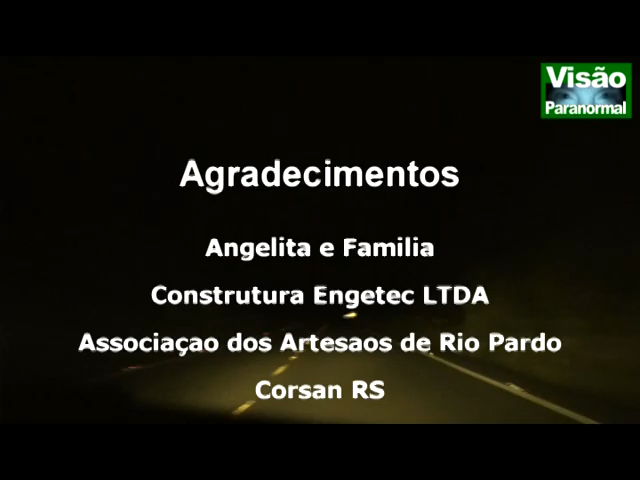 Visão
Paranormal
Agradecimentos
Angelita e Familia
Construtura Engetec LTDA
Associaçao dos Artesaos de Rio Pardo
Corsan RS